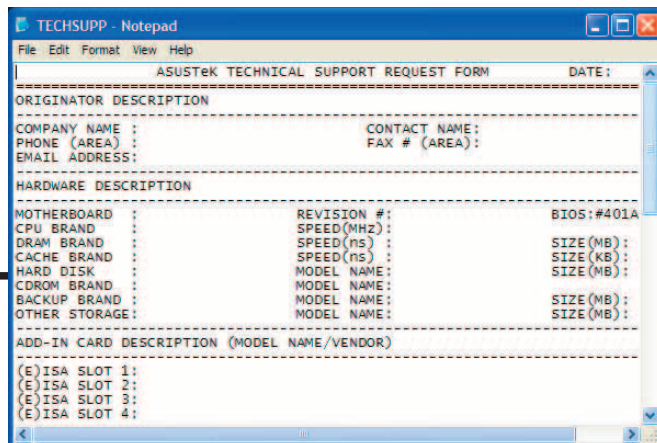 TECHSUPP - Notepad
File Edit Format View Help
ASUSTeK TECHNICAL SUPPORT REQUEST FORM DATE:
================================================================================
ORIGINATOR DESCRIPTION
--------------------------------------------------------------------------------
COMPANY NAME : CONTACT NAME:
PHONE (AREA) : FAX # (AREA):
EMAIL ADDRESS:
--------------------------------------------------------------------------------
HARDWARE DESCRIPTION
--------------------------------------------------------------------------------
MOTHERBOARD : REVISION #: BIOS:#401A
CPU BRAND : SPEED(MHz):
DRAM BRAND : SPEED(ns) : SIZE(MB):
CACHE BRAND : SPEED(ns) : SIZE(KB):
HARD DISK : MODEL NAME: SIZE(MB):
CDROM BRAND : MODEL NAME:
BACKUP BRAND : MODEL NAME: SIZE(MB):
OTHER STORAGE: MODEL NAME: SIZE(MB):
--------------------------------------------------------------------------------
ADD-IN CARD DESCRIPTION (MODEL NAME/VENDOR)
--------------------------------------------------------------------------------
(E)ISA SLOT 1:
(E)ISA SLOT 2:
(E)ISA SLOT 3:
(E)ISA SLOT 4: